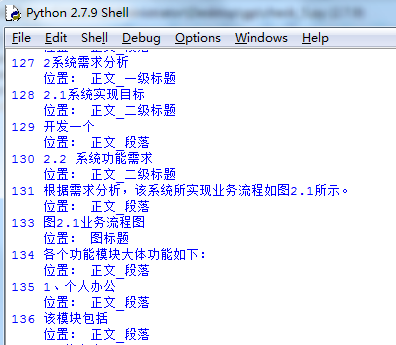 Python 2.7.9 Shell
File Edit Shell Debug Options Windows Help
位置: 正文_段落
127 2系统需求分析
位置: 正文_一级标题
128 2.1系统实现目标
位置: 正文_二级标题
129 开发一个
位置: 正文_段落
130 2.2 系统功能需求
位置: 正文_二级标题
131 根据需求分析，该系统所实现业务流程如图2.1所示。
位置: 正文_段落
133 图2.1业务流程图
位置: 图标题
134 各个功能模块大体功能如下：
位置: 正文_段落
135 1、个人办公
位置: 正文_段落
136 该模块包括
位置: 正文_段落